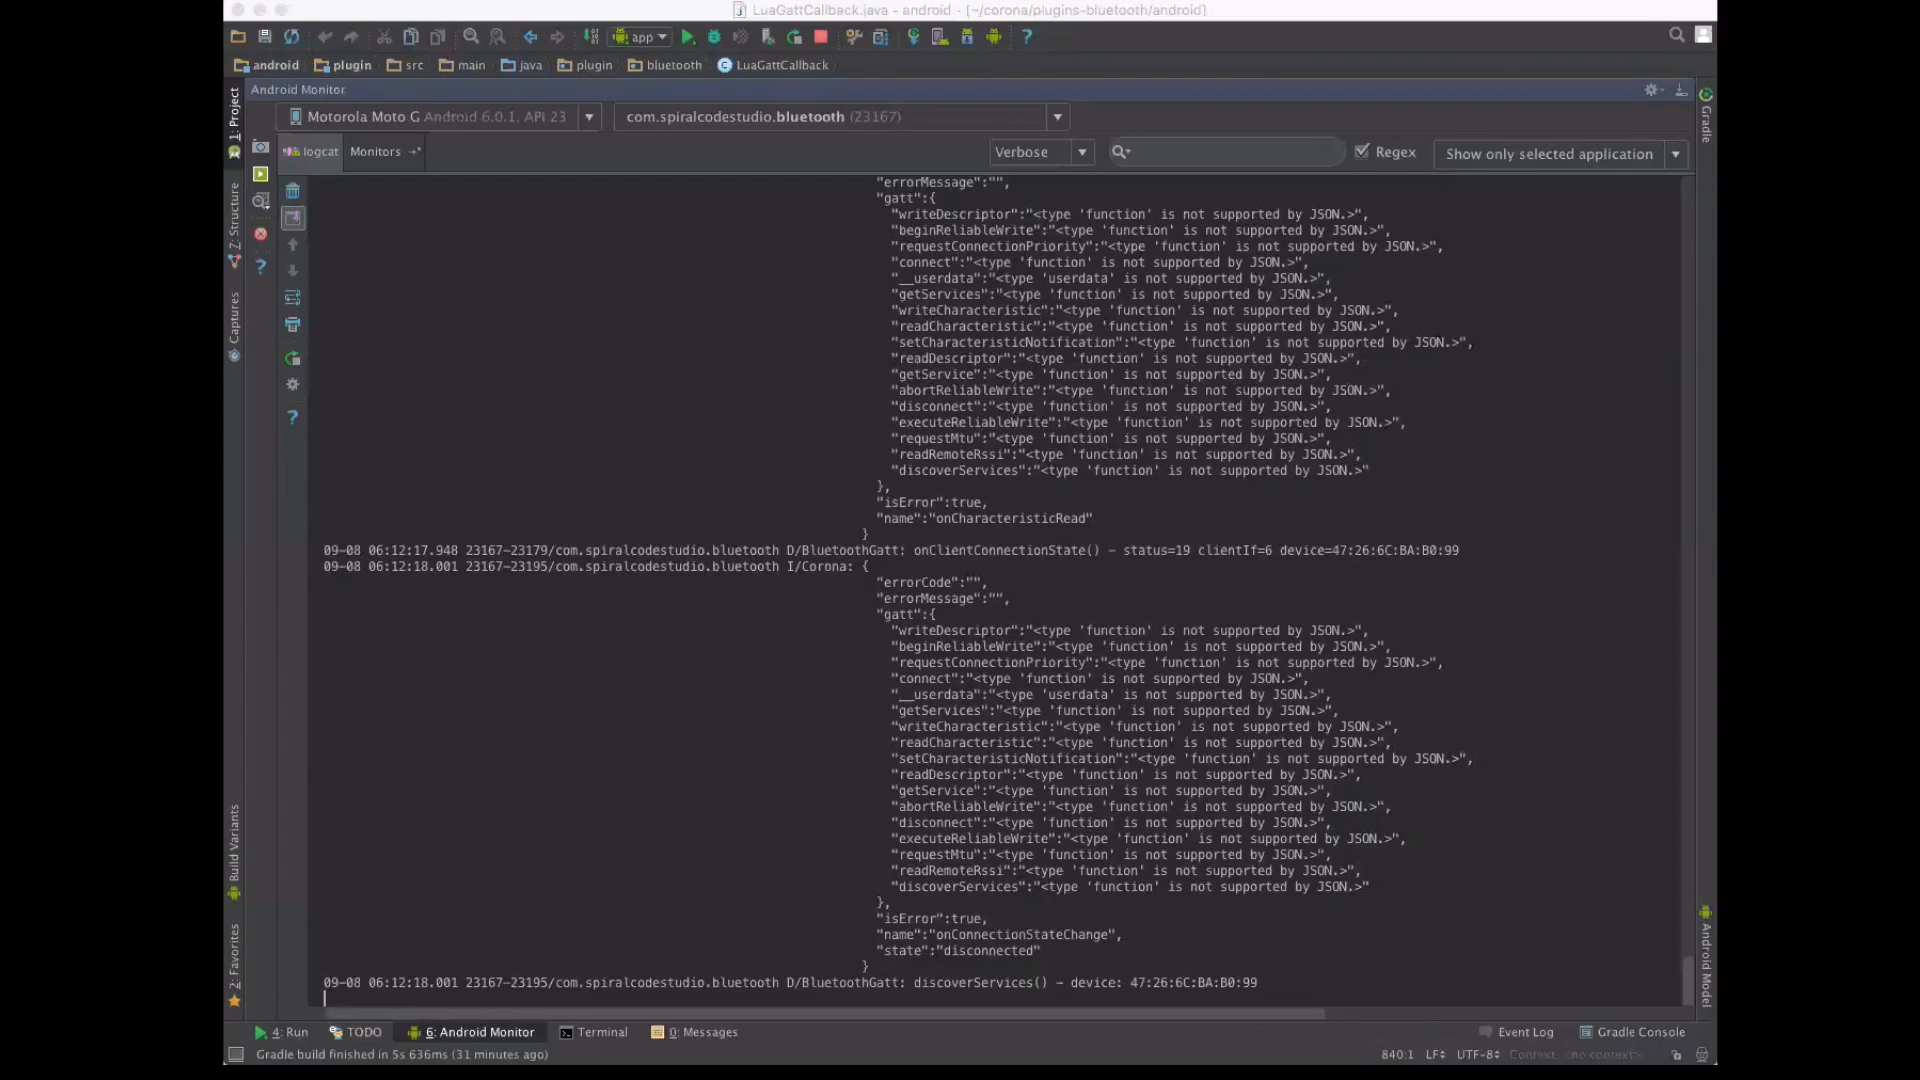 LuaGattCallback.java - android - [~/corona/plugins-bluetooth/android]
app
android plugin src main java plugin bluetooth LuaGattCallback
Android Monitor
Motorola Moto G Android 6.0.1, API 23 com.spiralcodestudio.bluetooth (23167)
logcat Monitors Verbose Regex Show only selected application
"errorMessage":"",
"gatt":{
"writeDescriptor":"<type 'function' is not supported by JSON.>",
"beginReliableWrite":"<type 'function' is not supported by JSON.>",
"requestConnectionPriority":"<type 'function' is not supported by JSON.>",
"connect":"<type 'function' is not supported by JSON.>",
"__userdata":"<type 'userdata' is not supported by JSON.>",
"getServices":"<type 'function' is not supported by JSON.>",
"writeCharacteristic":"<type 'function' is not supported by JSON.>",
"readCharacteristic":"<type 'function' is not supported by JSON.>",
"setCharacteristicNotification":"<type 'function' is not supported by JSON.>",
"readDescriptor":"<type 'function' is not supported by JSON.>",
"getService":"<type 'function' is not supported by JSON.>",
"abortReliableWrite":"<type 'function' is not supported by JSON.>",
"disconnect":"<type 'function' is not supported by JSON.>",
"executeReliableWrite":"<type 'function' is not supported by JSON.>",
"requestMtu":"<type 'function' is not supported by JSON.>",
"readRemoteRssi":"<type 'function' is not supported by JSON.>",
"discoverServices":"<type 'function' is not supported by JSON.>"
},
"isError":true,
"name":"onCharacteristicRead"
}
09-08 06:12:17.948 23167-23179/com.spiralcodestudio.bluetooth D/BluetoothGatt: onClientConnectionState() - status=19 clientIf=6 device=47:26:6C:BA:B0:99
09-08 06:12:18.001 23167-23195/com.spiralcodestudio.bluetooth I/Corona: {
"errorCode":"",
"errorMessage":"",
"gatt":{
"writeDescriptor":"<type 'function' is not supported by JSON.>",
"beginReliableWrite":"<type 'function' is not supported by JSON.>",
"requestConnectionPriority":"<type 'function' is not supported by JSON.>",
"connect":"<type 'function' is not supported by JSON.>",
"__userdata":"<type 'userdata' is not supported by JSON.>",
"getServices":"<type 'function' is not supported by JSON.>",
"writeCharacteristic":"<type 'function' is not supported by JSON.>",
"readCharacteristic":"<type 'function' is not supported by JSON.>",
"setCharacteristicNotification":"<type 'function' is not supported by JSON.>",
"readDescriptor":"<type 'function' is not supported by JSON.>",
"getService":"<type 'function' is not supported by JSON.>",
"abortReliableWrite":"<type 'function' is not supported by JSON.>",
"disconnect":"<type 'function' is not supported by JSON.>",
"executeReliableWrite":"<type 'function' is not supported by JSON.>",
"requestMtu":"<type 'function' is not supported by JSON.>",
"readRemoteRssi":"<type 'function' is not supported by JSON.>",
"discoverServices":"<type 'function' is not supported by JSON.>"
},
"isError":true,
"name":"onConnectionStateChange",
"state":"disconnected"
}
09-08 06:12:18.001 23167-23195/com.spiralcodestudio.bluetooth D/BluetoothGatt: discoverServices() - device: 47:26:6C:BA:B0:99
1: Project
Z: Structure
Captures
Build Variants
2: Favorites
Gradle
Android Model
4: Run TODO 6: Android Monitor Terminal 0: Messages Event Log Gradle Console
Gradle build finished in 5s 636ms (31 minutes ago) 840:1 LF UTF-8 Context: <no context>